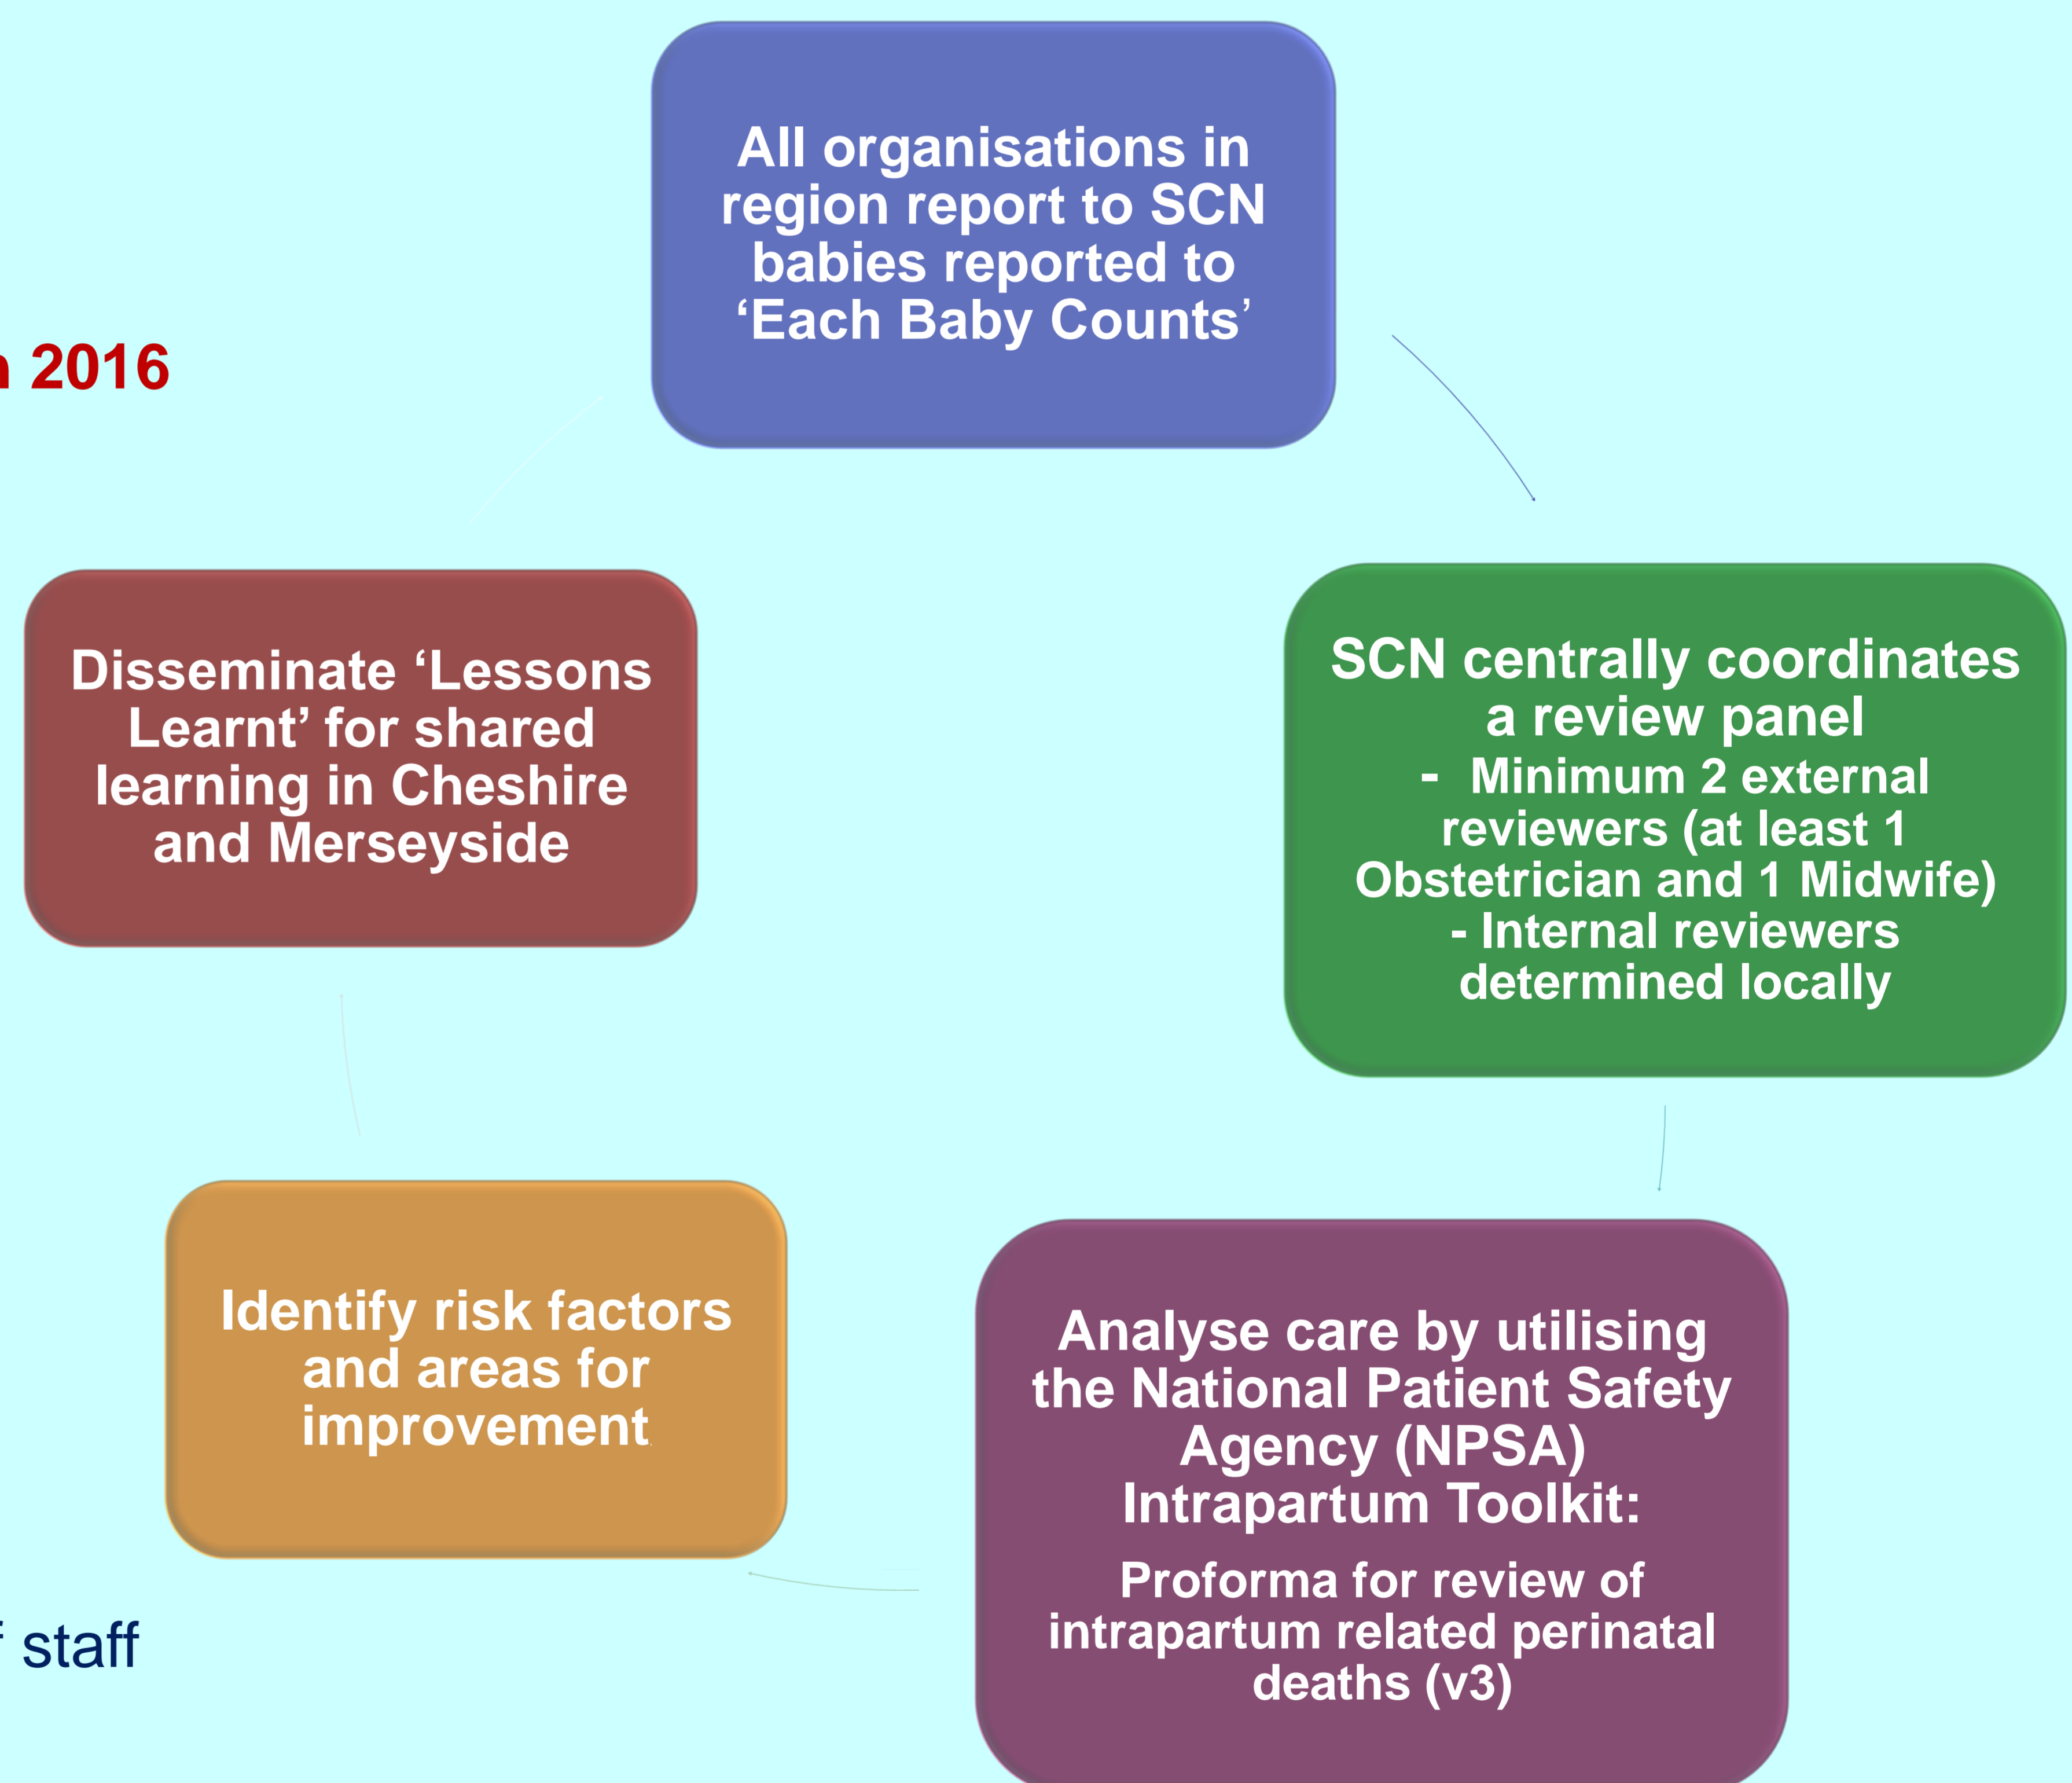 All organisations in
region report to SCN
babies reported to
‘Each Baby Counts’
2016
SCN centrally coordinates
a review panel
- Minimum 2 external
reviewers (at least 1
Obstetrician and 1 Midwife)
- Internal reviewers
determined locally
Analyse care by utilising
the National Patient Safety
Agency (NPSA)
Intrapartum Toolkit:
Proforma for review of
intrapartum related perinatal
deaths (v3)
Identify risk factors
and areas for
improvement.
Disseminate ‘Lessons
Learnt’ for shared
learning in Cheshire
and Merseyside
staff